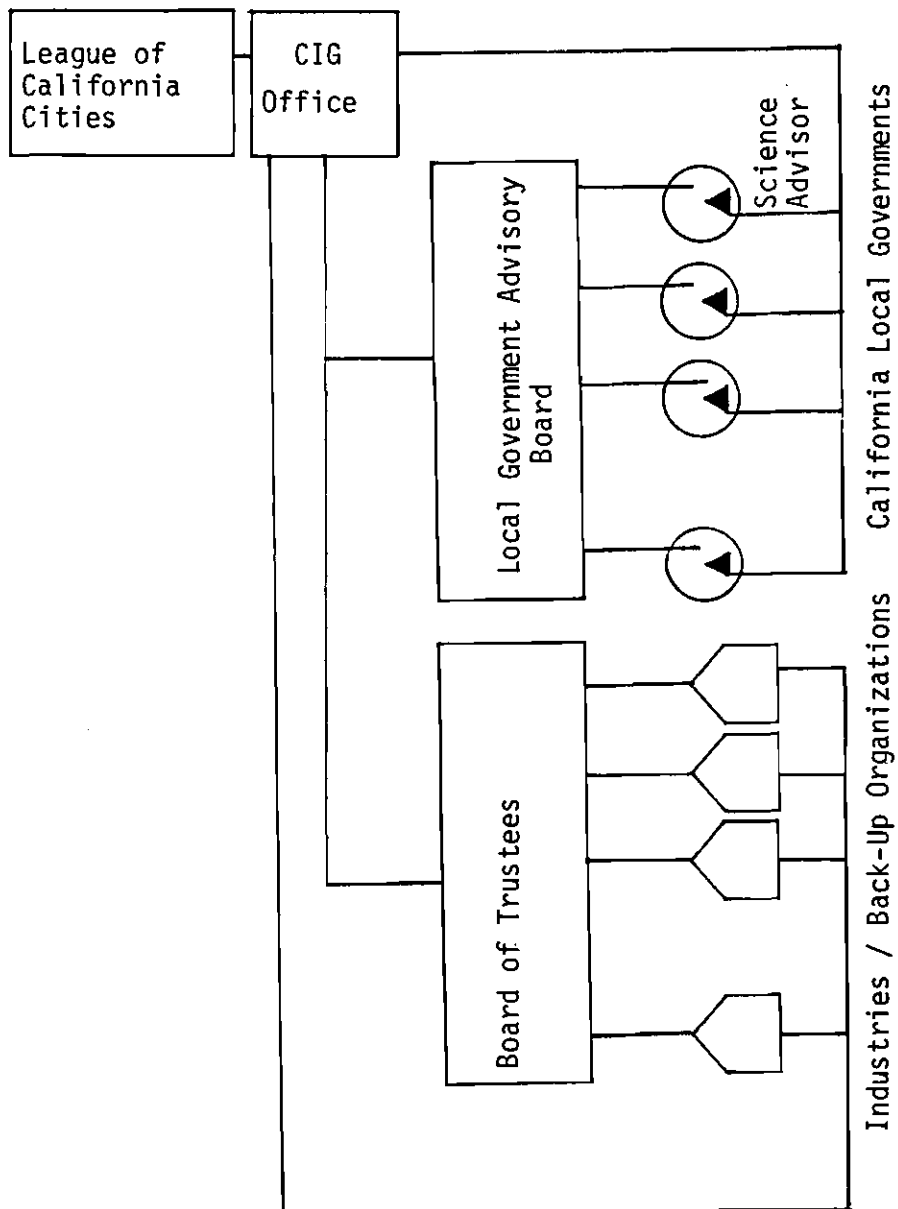 League of
California
Cities
CIG
Office
Local Government Advisory
Board
Science
Advisor
California Local Governments
Board of Trustees
Industries / Back-Up Organizations